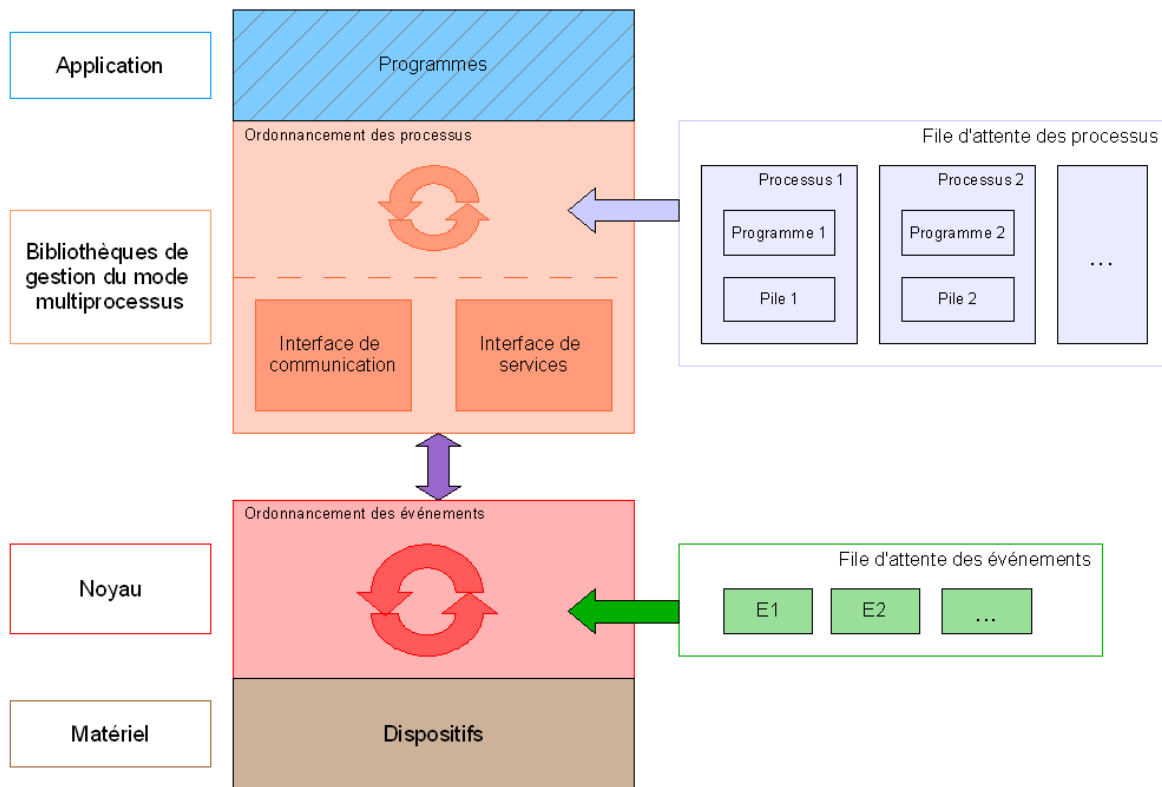 Application
Programmes
Ordonnancement des processus
File d'attente des processus
Processus 1
Processus 2
Programme 1
Programme 2
...
Pile 1
Pile 2
Bibliothèques de
gestion du mode
multiprocessus
Interface de
communication
Interface de
services
Ordonnancement des événements
File d'attente des événements
Noyau
E1
E2
...
Matériel
Dispositifs